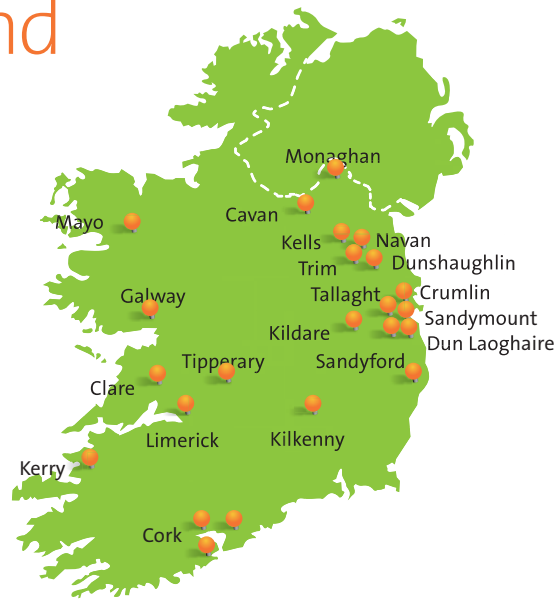 nd
Monaghan
Cavan
Mayo
Kells
Navan
Trim
Dunshaughlin
Galway
Tallaght
Crumlin
Sandymount
Kildare
Dun Laoghaire
Tipperary
Sandyford
Clare
Limerick
Kilkenny
Kerry
Cork